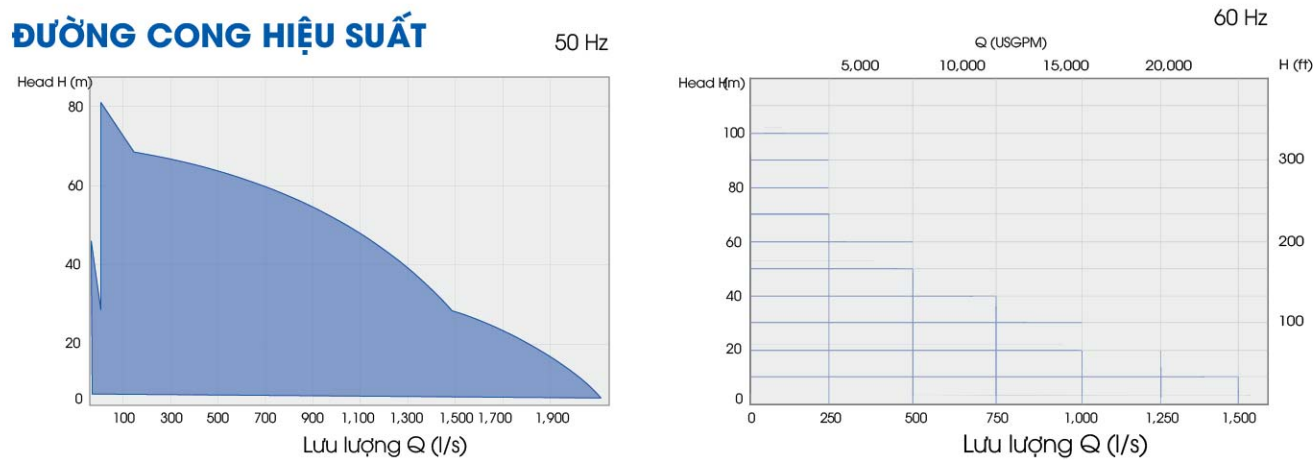 ĐƯỜNG CONG HIỆU SUẤT
50 Hz
Head H (m)
80
60
40
20
0
100 300 500 700 900 1,100 1,300 1,500 1,700 1,900
Lưu lượng Q (l/s)
60 Hz
Q (USGPM)
5,000 10,000 15,000 20,000 H (ft)
Head H(m)
100
80
60
40
20
0
300
200
100
0 250 500 750 1,000 1,250 1,500
Lưu lượng Q (l/s)